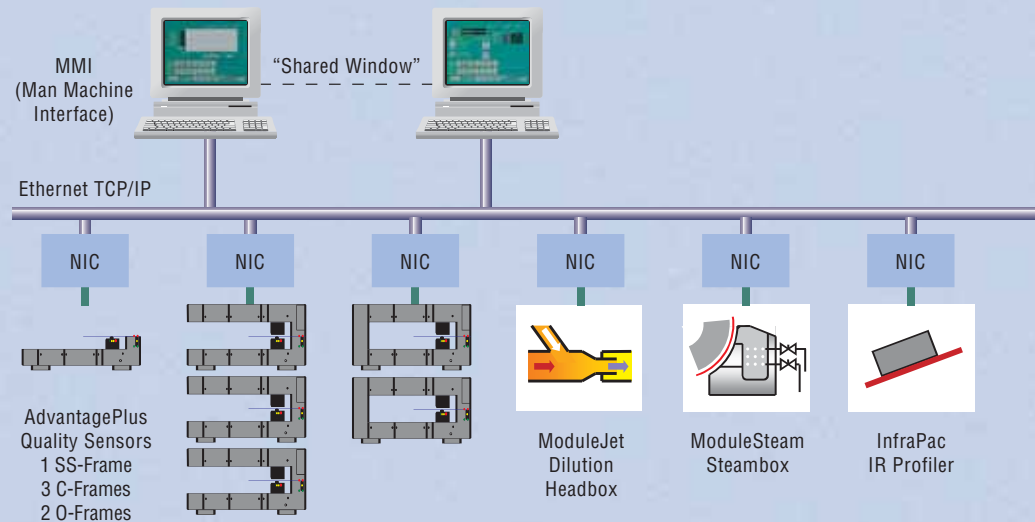 MMI
(Man Machine
Interface)
“Shared Window”
Ethernet TCP/IP
NIC
NIC
NIC
NIC
NIC
NIC
AdvantagePlus
Quality Sensors
1 SS-Frame
3 C-Frames
2 O-Frames
ModuleJet
Dilution
Headbox
ModuleSteam
Steambox
InfraPac
IR Profiler